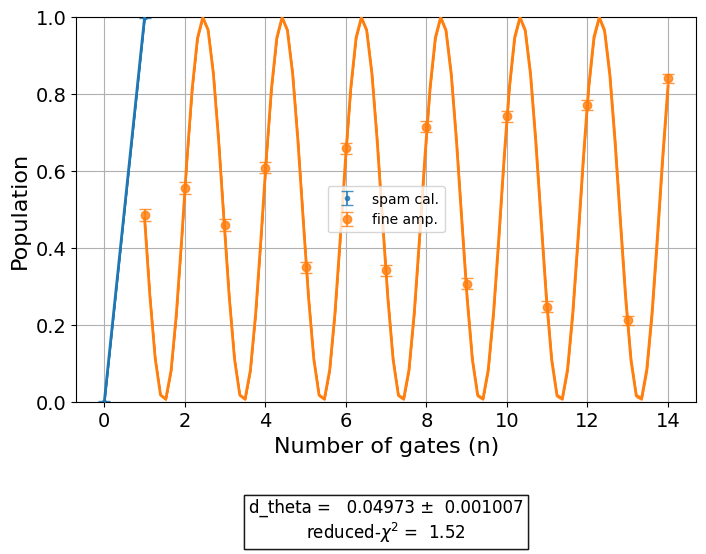 1.0
0.8
0.6
0.4
0.2
0.0
Population
spam cal.
fine amp.
0 2 4 6 8 10 12 14
Number of gates (n)
d_theta = 0.04973 ± 0.001007
reduced-χ² = 1.52